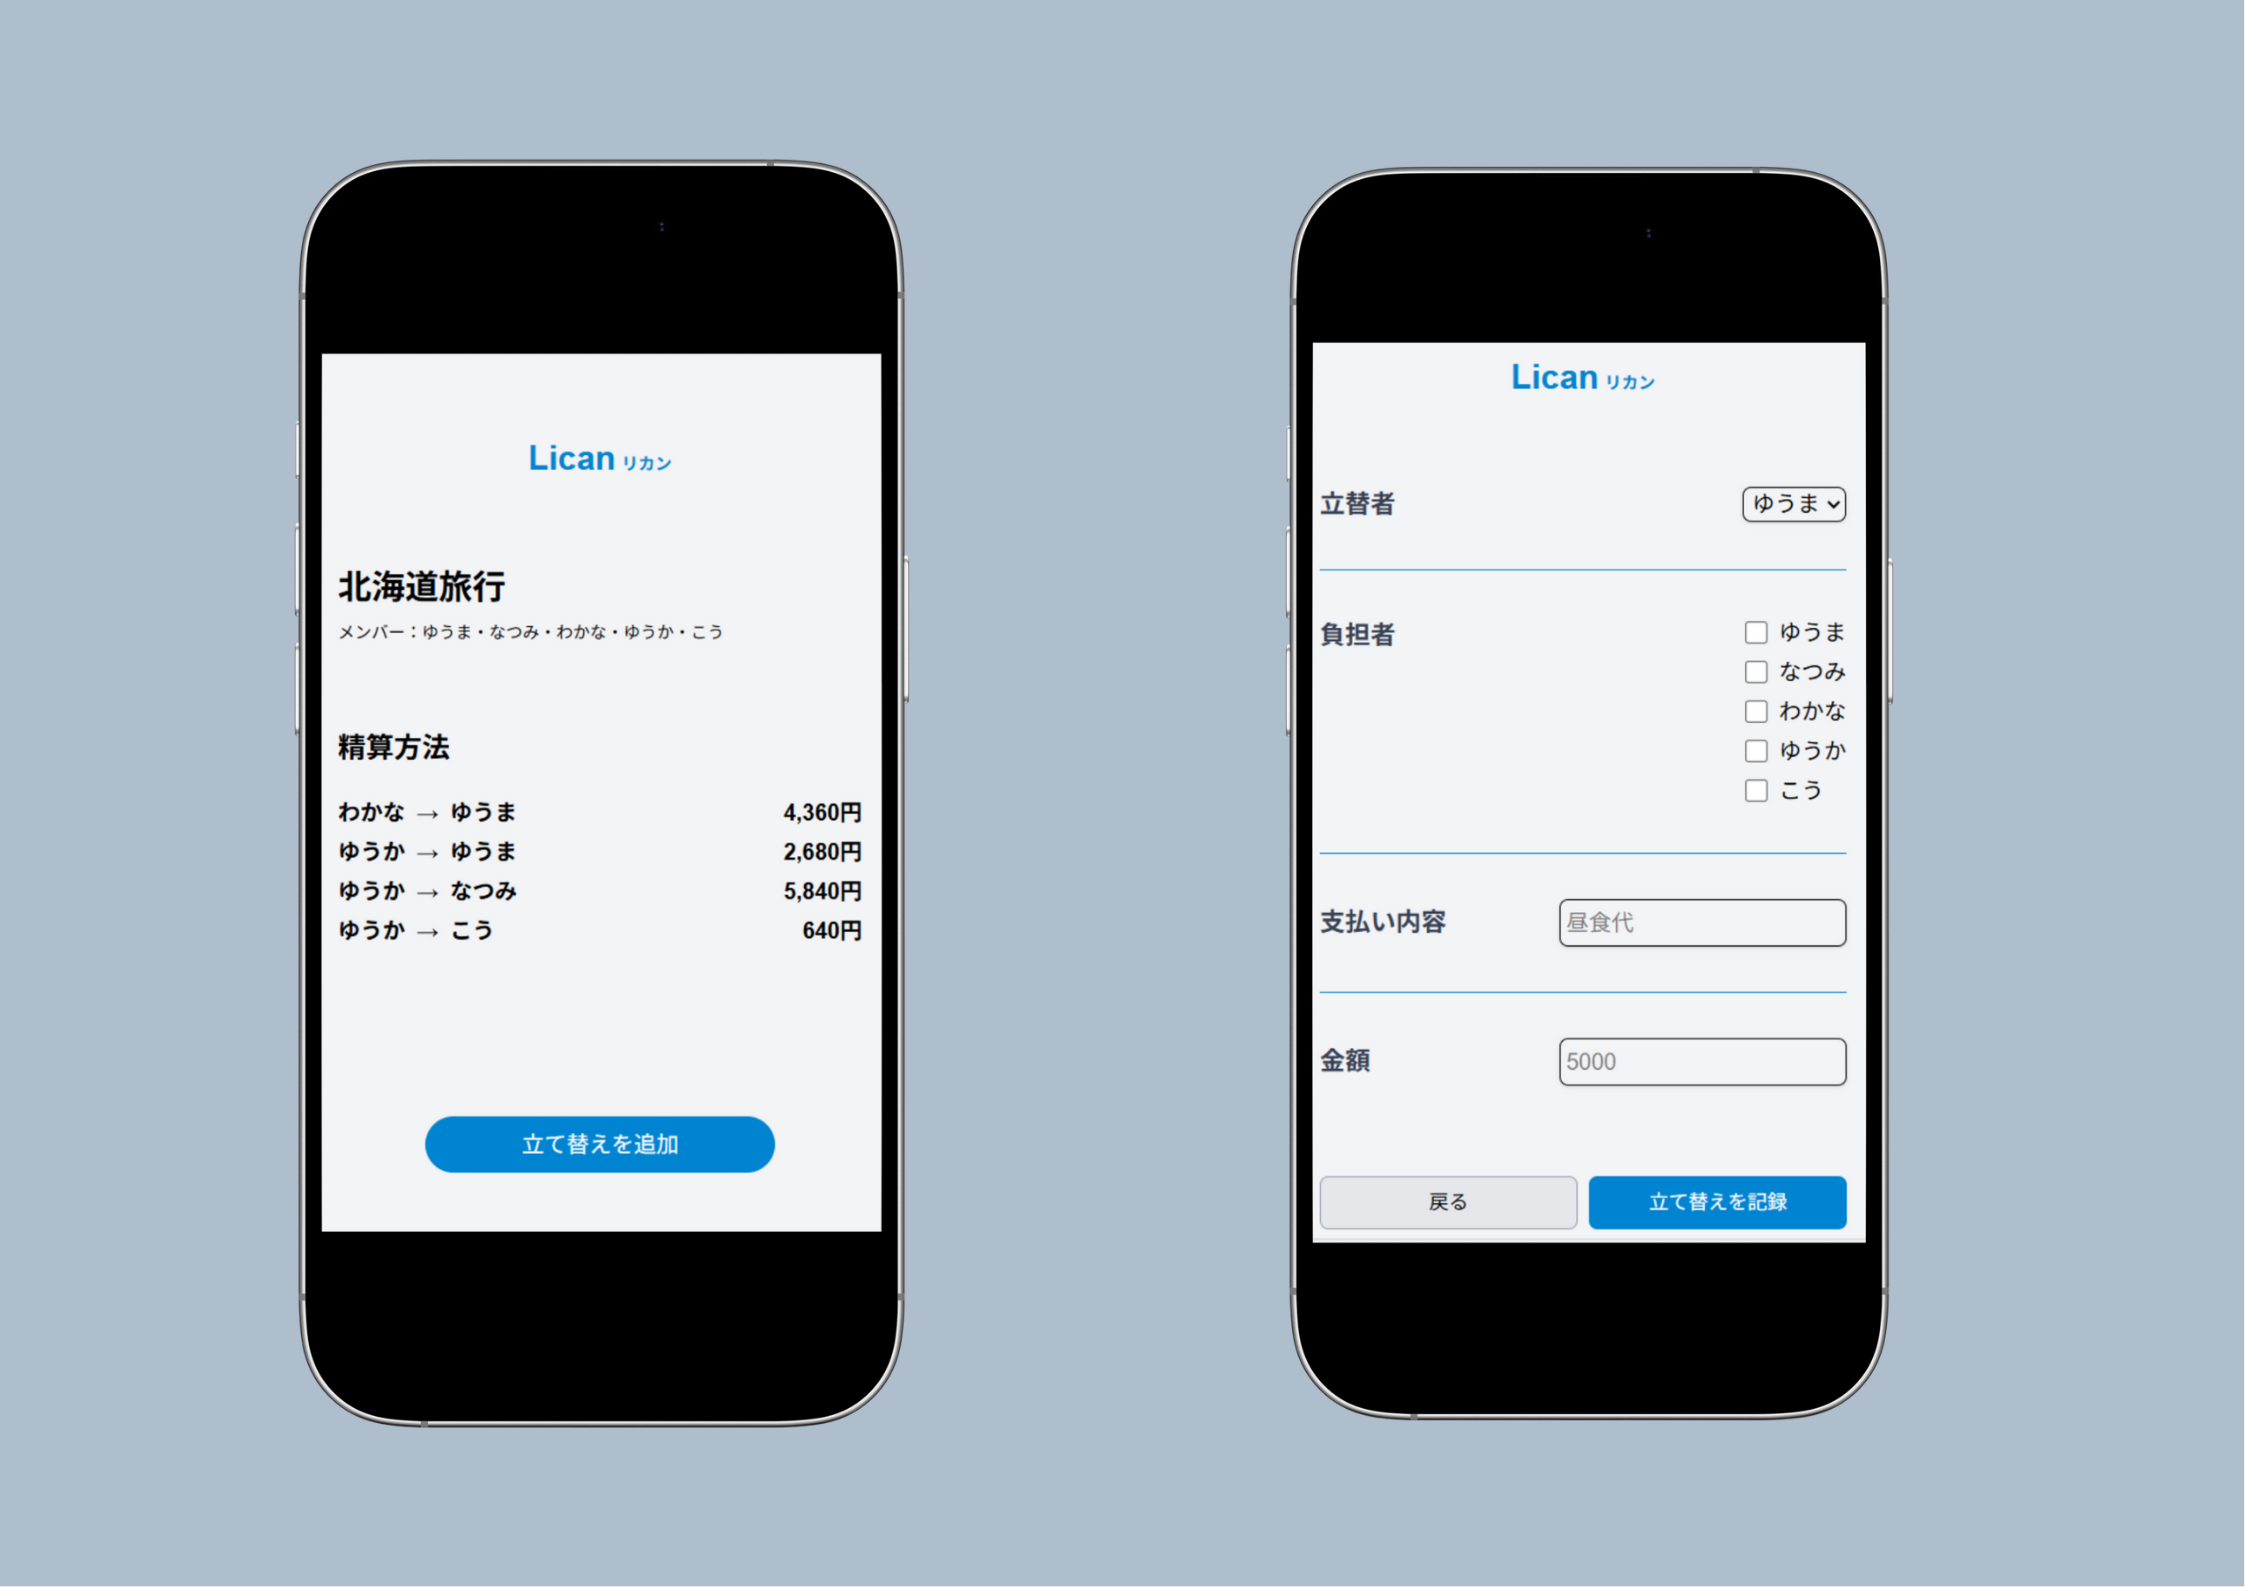 Lican リカン
北海道旅行
メンバー：ゆうま・なつみ・わかな・ゆうか・こう
精算方法
わかな → ゆうま 4,360円
ゆうか → ゆうま 2,680円
ゆうか → なつみ 5,840円
ゆうか → こう 640円
立て替えを追加
Lican リカン
立替者 ゆうま
負担者 ゆうま
なつみ
わかな
ゆうか
こう
支払い内容 昼食代
金額 5000
戻る 立て替えを記録